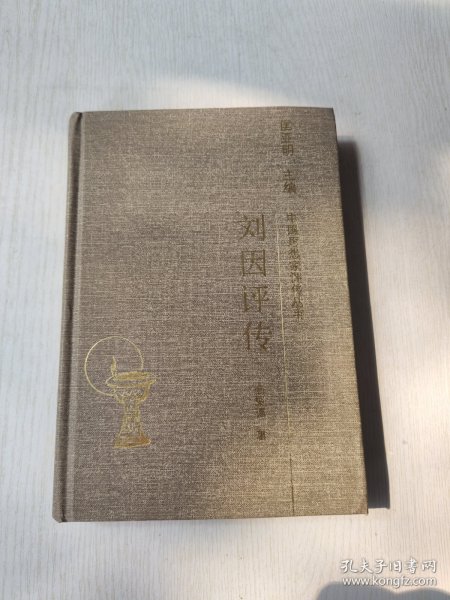 匡亚明 主编
中国思想家评传丛书
刘因评传
著
孔夫子旧书网
www.kongfz.com